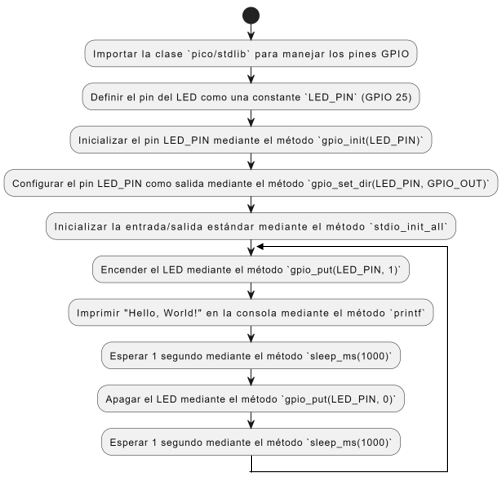 Importar la clase `pico/stdlib` para manejar los pines GPIO
Definir el pin del LED como una constante `LED_PIN` (GPIO 25)
Inicializar el pin LED_PIN mediante el método `gpio_init(LED_PIN)`
Configurar el pin LED_PIN como salida mediante el método `gpio_set_dir(LED_PIN, GPIO_OUT)`
Inicializar la entrada/salida estándar mediante el método `stdio_init_all`
Encender el LED mediante el método `gpio_put(LED_PIN, 1)`
Imprimir "Hello, World!" en la consola mediante el método `printf`
Esperar 1 segundo mediante el método `sleep_ms(1000)`
Apagar el LED mediante el método `gpio_put(LED_PIN, 0)`
Esperar 1 segundo mediante el método `sleep_ms(1000)`